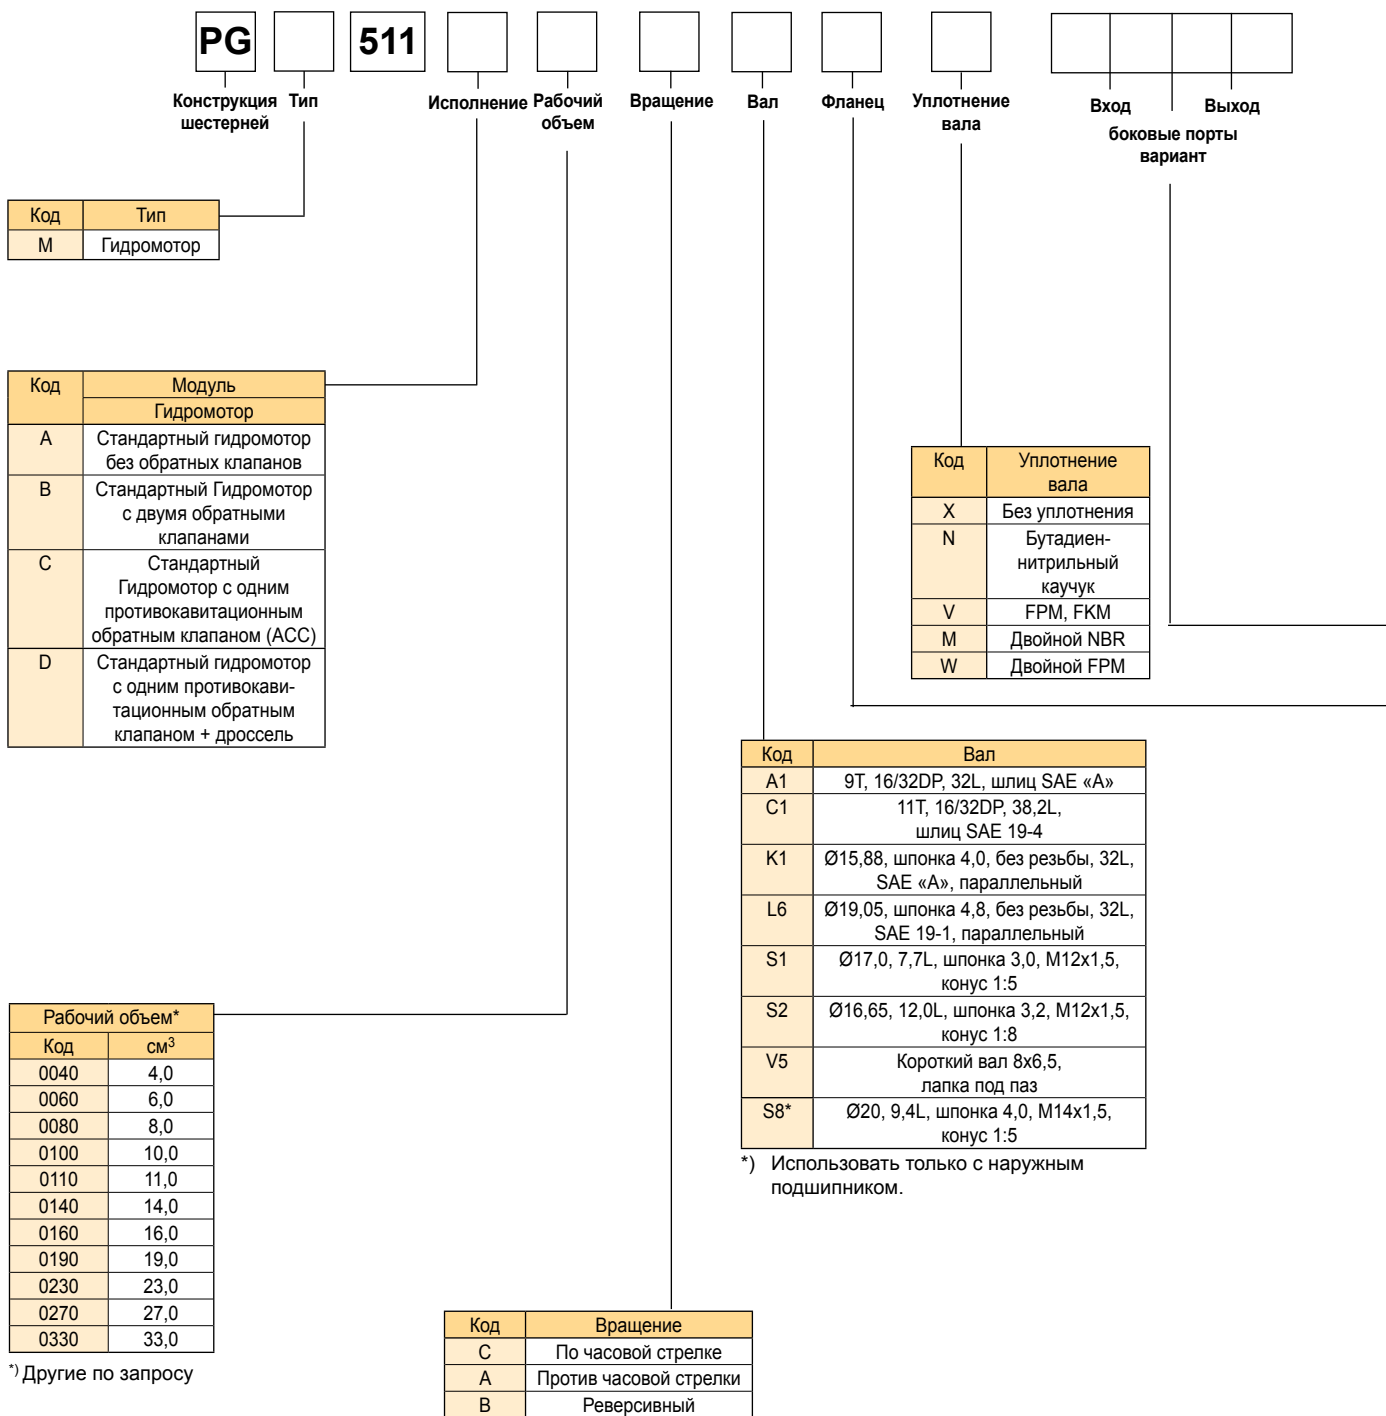 PG 511
Конструкция шестерней
Тип
Исполнение
Рабочий объем
Вращение
Вал
Фланец
Уплотнение вала
Вход
Выход
боковые порты
вариант
Код Тип
M Гидромотор
Код Модуль
Гидромотор
A Стандартный гидромотор
без обратных клапанов
B Стандартный Гидромотор
с двумя обратными
клапанами
C Стандартный
Гидромотор с одним
противокавитационным
обратным клапаном (ACC)
D Стандартный гидромотор
с одним противокави-
тационным обратным
клапаном + дроссель
Код Уплотнение
вала
X Без уплотнения
N Бутадиен-
нитрильный
каучук
V FPM, FKM
M Двойной NBR
W Двойной FPM
Код Вал
A1 9T, 16/32DP, 32L, шлиц SAE «A»
C1 11T, 16/32DP, 38,2L,
шлиц SAE 19-4
K1 Ø15,88, шпонка 4,0, без резьбы, 32L,
SAE «A», параллельный
L6 Ø19,05, шпонка 4,8, без резьбы, 32L,
SAE 19-1, параллельный
S1 Ø17,0, 7,7L, шпонка 3,0, M12x1,5,
конус 1:5
S2 Ø16,65, 12,0L, шпонка 3,2, M12x1,5,
конус 1:8
V5 Короткий вал 8x6,5,
лапка под паз
S8* Ø20, 9,4L, шпонка 4,0, M14x1,5,
конус 1:5
*) Использовать только с наружным
подшипником.
Рабочий объем*
Код см³
0040 4,0
0060 6,0
0080 8,0
0100 10,0
0110 11,0
0140 14,0
0160 16,0
0190 19,0
0230 23,0
0270 27,0
0330 33,0
*) Другие по запросу
Код Вращение
C По часовой стрелке
A Против часовой стрелки
B Реверсивный